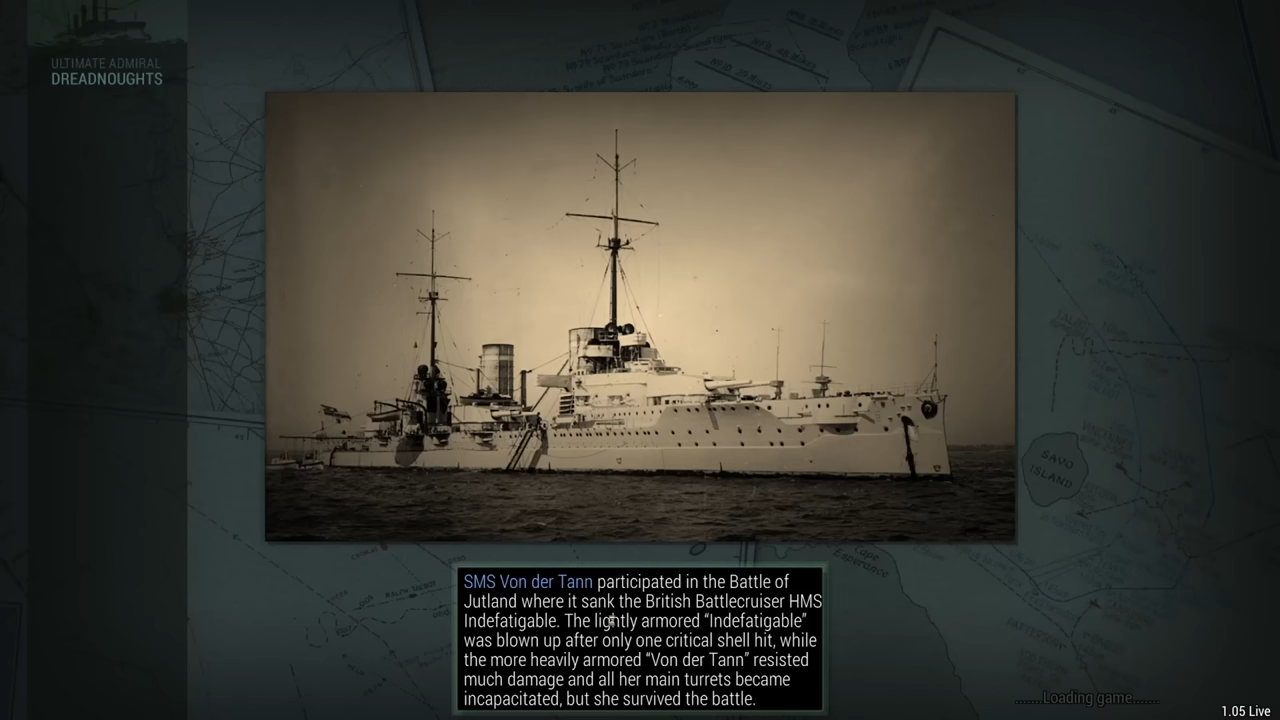 ULTIMATE ADMIRAL
DREADNOUGHTS
SAVO
ISLAND
Cape
Esperance
SMS Von der Tann participated in the Battle of
Jutland where it sank the British Battlecruiser HMS
Indefatigable. The lightly armored “Indefatigable”
was blown up after only one critical shell hit, while
the more heavily armored “Von der Tann” resisted
much damage and all her main turrets became
incapacitated, but she survived the battle.
.......Loading game.......
1.05 Live